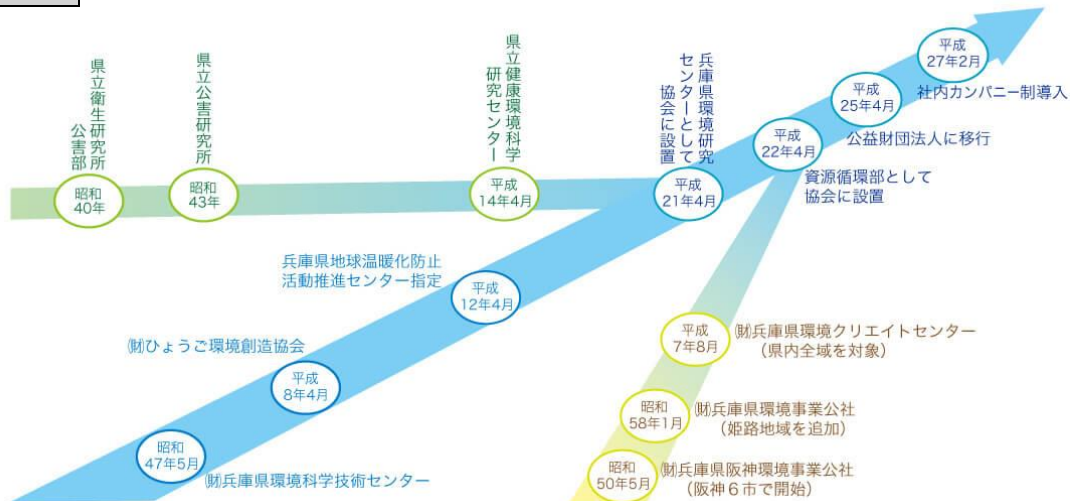 県立衛生研究所
公害部
昭和
40年
県立公害研究所
昭和
43年
県立健康環境科学
研究センター
平成
14年4月
兵庫県環境研究
センターとして
協会に設置
平成
21年4月
平成
22年4月
資源循環部として
協会に設置
平成
25年4月
公益財団法人に移行
平成
27年2月
社内カンパニー制導入
兵庫県地球温暖化防止
活動推進センター指定
平成
12年4月
㈶ひょうご環境創造協会
平成
8年4月
昭和
47年5月
㈶兵庫県環境科学技術センター
平成
7年8月
㈶兵庫県環境クリエイトセンター
（県内全域を対象）
昭和
58年1月
㈶兵庫県環境事業公社
（姫路地域を追加）
昭和
50年5月
㈶兵庫県阪神環境事業公社
（阪神６市で開始）